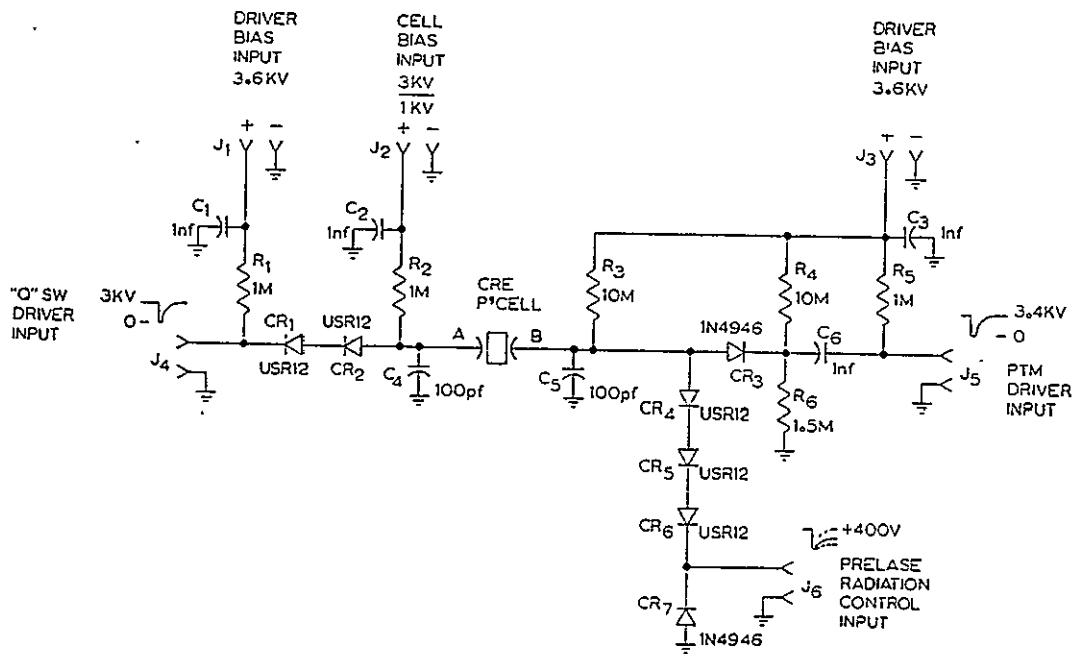 DRIVER
BIAS
INPUT
3.6KV
CELL
BIAS
INPUT
3KV
1KV
DRIVER
BIAS
INPUT
3.6KV
+ −
J1
+ −
J2
+ −
J3
C1
1nf
C2
1nf
C3
1nf
R1
1M
R2
1M
R3
10M
R4
10M
R5
1M
"Q" SW
DRIVER
INPUT
3KV
0-
J4
CR1
USR12
USR12
CR2
CRE
P'CELL
A
B
C4
100pf
C5
100pf
1N4946
CR3
C6
1nf
R6
1.5M
3.4KV
0
J5
PTM
DRIVER
INPUT
CR4
USR12
CR5
USR12
CR6
USR12
CR7
1N4946
+400V
J6
PRELASE
RADIATION
CONTROL
INPUT